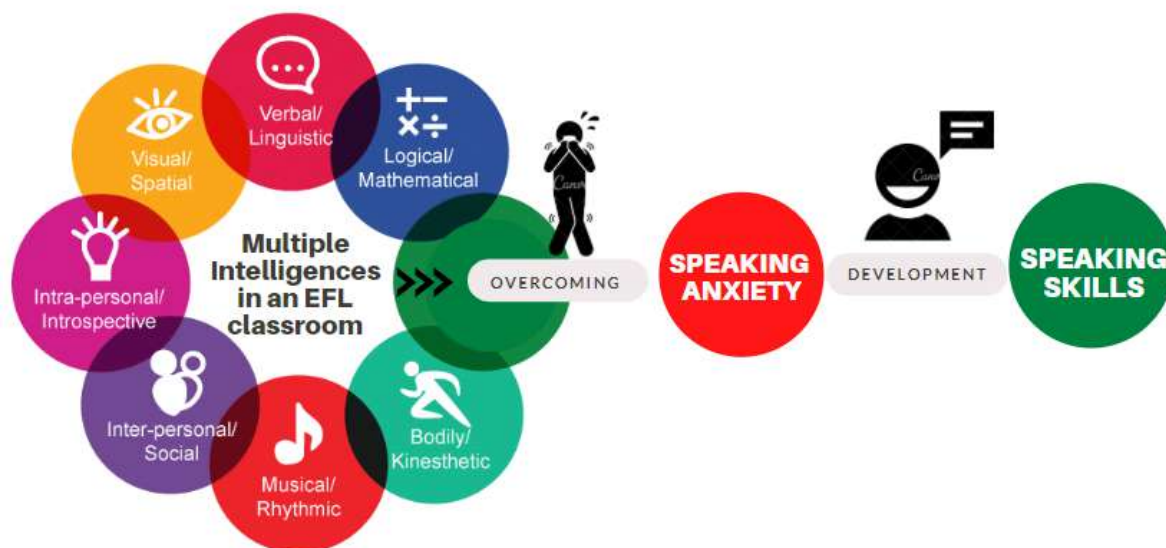 Verbal/
Linguistic
Logical/
Mathematical
Visual/
Spatial
Intra-personal/
Introspective
Inter-personal/
Social
Musical/
Rhythmic
Bodily/
Kinesthetic
Multiple
Intelligences
in an EFL
classroom
OVERCOMING
SPEAKING
ANXIETY
DEVELOPMENT
SPEAKING
SKILLS